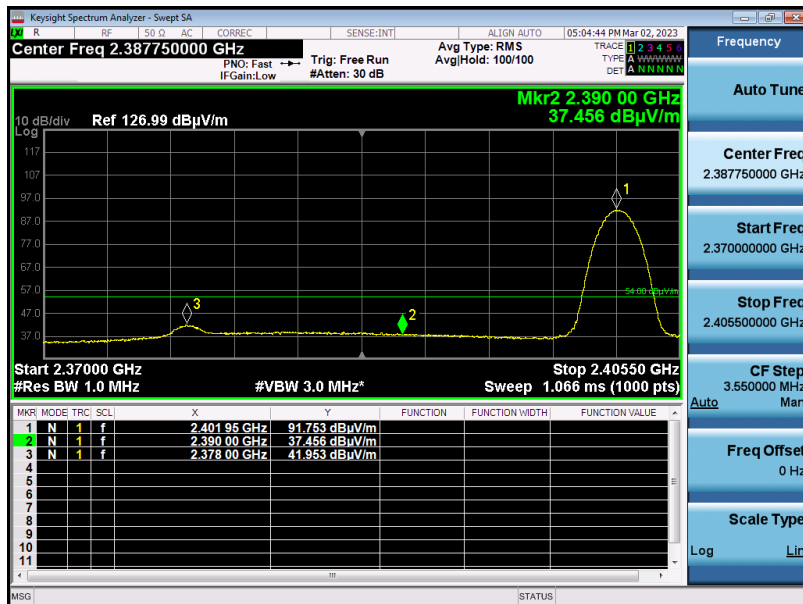 Keysight Spectrum Analyzer - Swept SA
LXI R RF 50 Ω AC CORREC SENSE:INT ALIGN AUTO 05:04:44 PM Mar 02, 2023
Center Freq 2.387750000 GHz
PNO: Fast
IFGain:Low
Trig: Free Run
#Atten: 30 dB
Avg Type: RMS
Avg|Hold: 100/100
TRACE 1 2 3 4 5 6
TYPE A WWWWW
DET A N N N N N
Mkr2 2.390 00 GHz
37.456 dBµV/m
10 dB/div Ref 126.99 dBµV/m
Log
117
107
97.0
87.0
77.0
67.0
57.0
47.0
37.0
1
2
3
54.00 dBµV/m
Start 2.37000 GHz Stop 2.40550 GHz
#Res BW 1.0 MHz #VBW 3.0 MHz* Sweep 1.066 ms (1000 pts)
MKR MODE TRC SCL X Y FUNCTION FUNCTION WIDTH FUNCTION VALUE
1 N 1 f 2.401 95 GHz 91.753 dBµV/m
2 N 1 f 2.390 00 GHz 37.456 dBµV/m
3 N 1 f 2.378 00 GHz 41.953 dBµV/m
4
5
6
7
8
9
10
11
MSG STATUS
Frequency
Auto Tune
Center Freq
2.387750000 GHz
Start Freq
2.370000000 GHz
Stop Freq
2.405500000 GHz
CF Step
3.550000 MHz
Auto Man
Freq Offset
0 Hz
Scale Type
Log Lin